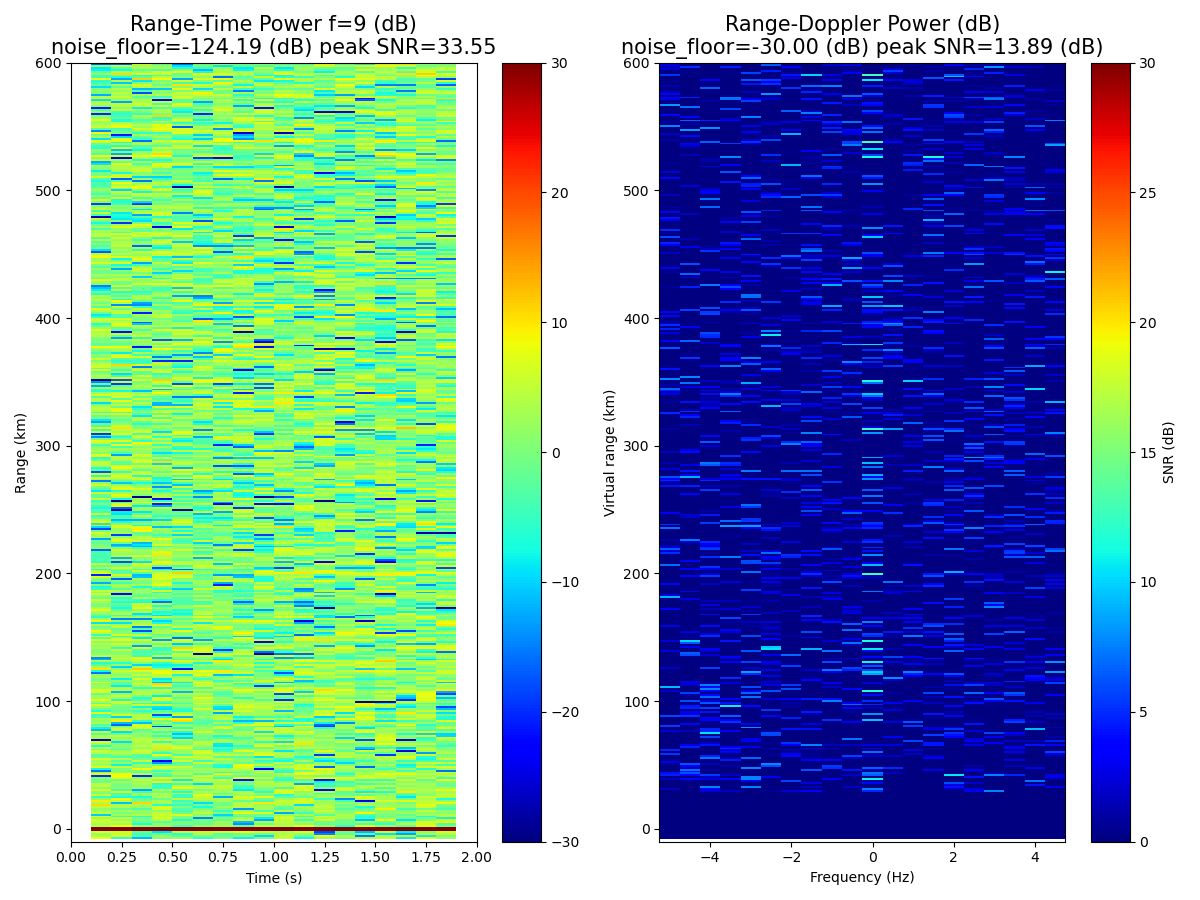 Range-Time Power f=9 (dB)
noise_floor=-124.19 (dB) peak SNR=33.55
Range-Doppler Power (dB)
noise_floor=-30.00 (dB) peak SNR=13.89 (dB)
600
500
400
300
200
100
0
Range (km)
0.00 0.25 0.50 0.75 1.00 1.25 1.50 1.75 2.00
Time (s)
30
20
10
0
−10
−20
−30
600
500
400
300
200
100
0
Virtual range (km)
−4 −2 0 2 4
Frequency (Hz)
30
25
20
15
10
5
0
SNR (dB)